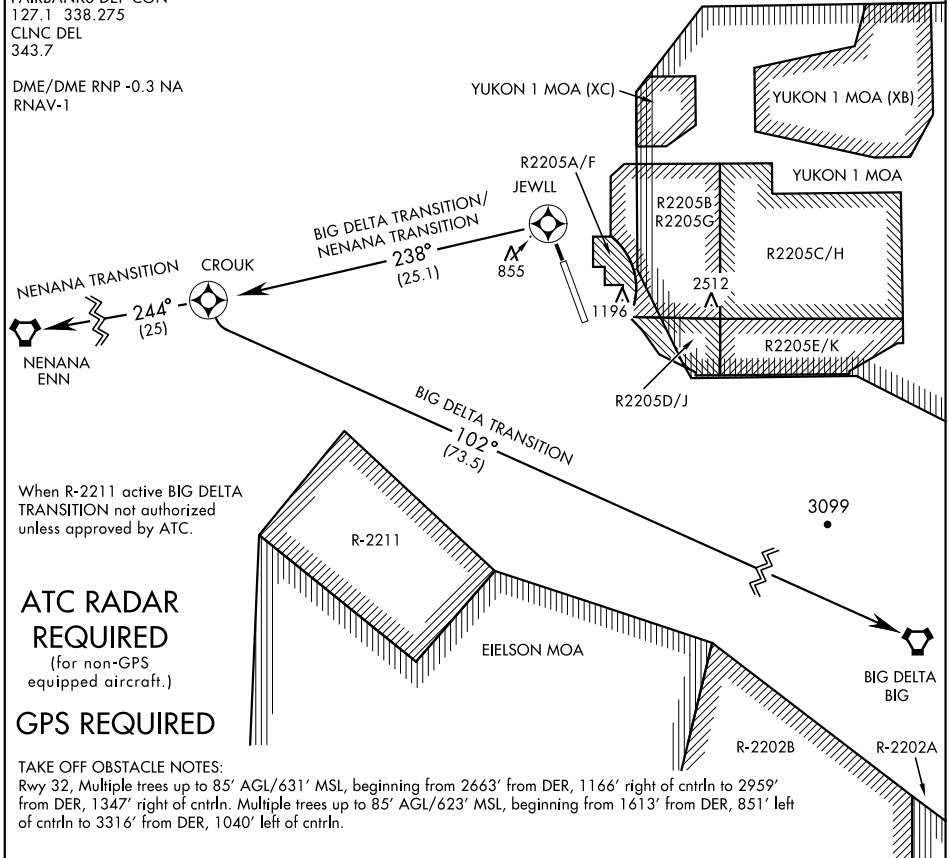 127.1 338.275
CLNC DEL
343.7
DME/DME RNP -0.3 NA
RNAV-1
YUKON 1 MOA (XC)
YUKON 1 MOA (XB)
R2205A/F
YUKON 1 MOA
JEWLL
R2205B
R2205G
BIG DELTA TRANSITION/
NENANA TRANSITION
238°
(25.1)
855
R2205C/H
NENANA TRANSITION
CROUK
244°
(25)
2512
1196
R2205E/K
NENANA
ENN
R2205D/J
BIG DELTA TRANSITION
102°
(73.5)
When R-2211 active BIG DELTA
TRANSITION not authorized
unless approved by ATC.
3099
R-2211
ATC RADAR
REQUIRED
(for non-GPS
equipped aircraft.)
EIELSON MOA
BIG DELTA
BIG
GPS REQUIRED
R-2202B
R-2202A
TAKE OFF OBSTACLE NOTES:
Rwy 32, Multiple trees up to 85' AGL/631' MSL, beginning from 2663' from DER, 1166' right of cntrln to 2959'
from DER, 1347' right of cntrln. Multiple trees up to 85' AGL/623' MSL, beginning from 1613' from DER, 851' left
of cntrln to 3316' from DER, 1040' left of cntrln.